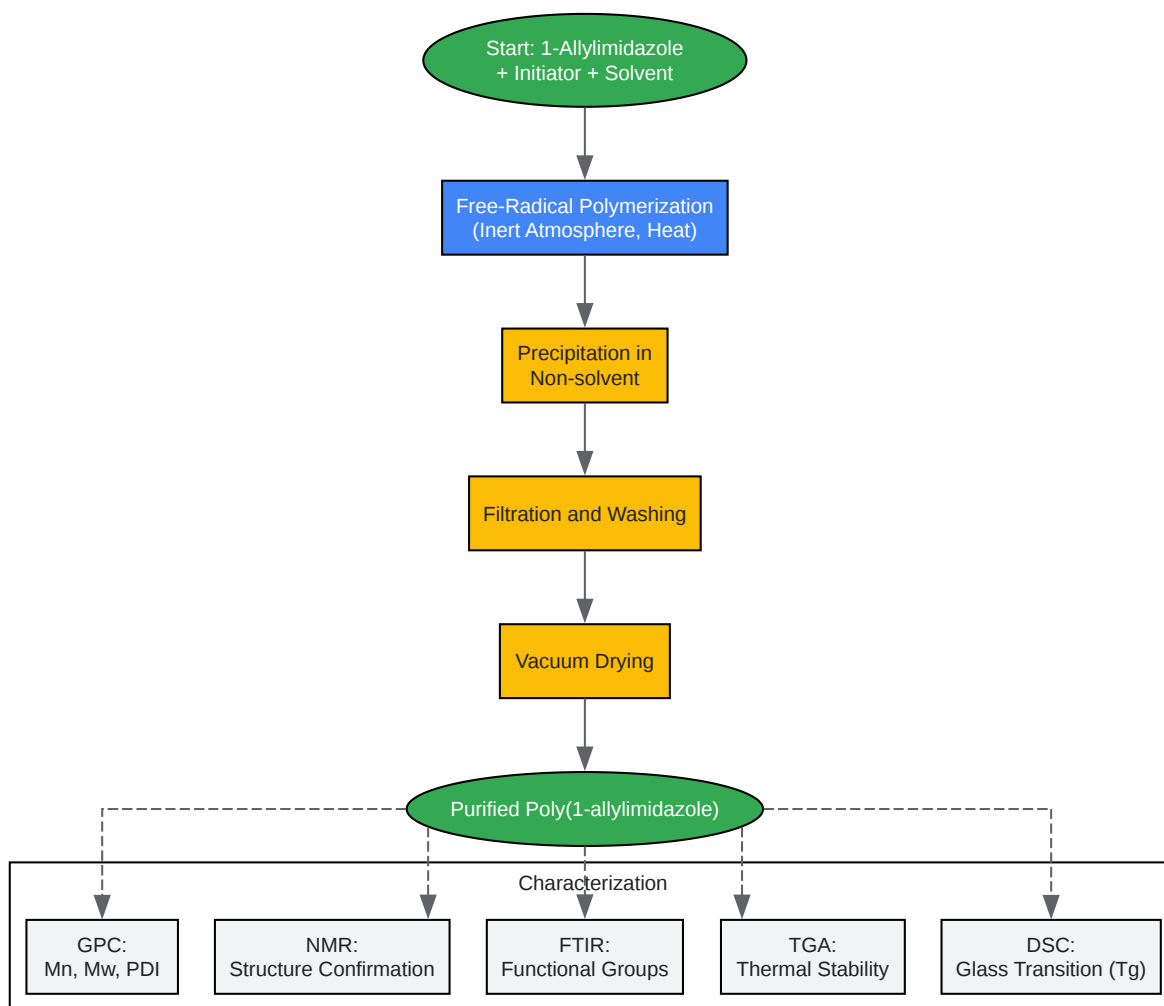 Start: 1-Allylimidazole
+ Initiator + Solvent
Free-Radical Polymerization
(Inert Atmosphere, Heat)
Precipitation in
Non-solvent
Filtration and Washing
Vacuum Drying
Purified Poly(1-allylimidazole)
Characterization
GPC:
Mn, Mw, PDI
NMR:
Structure Confirmation
FTIR:
Functional Groups
TGA:
Thermal Stability
DSC:
Glass Transition (Tg)